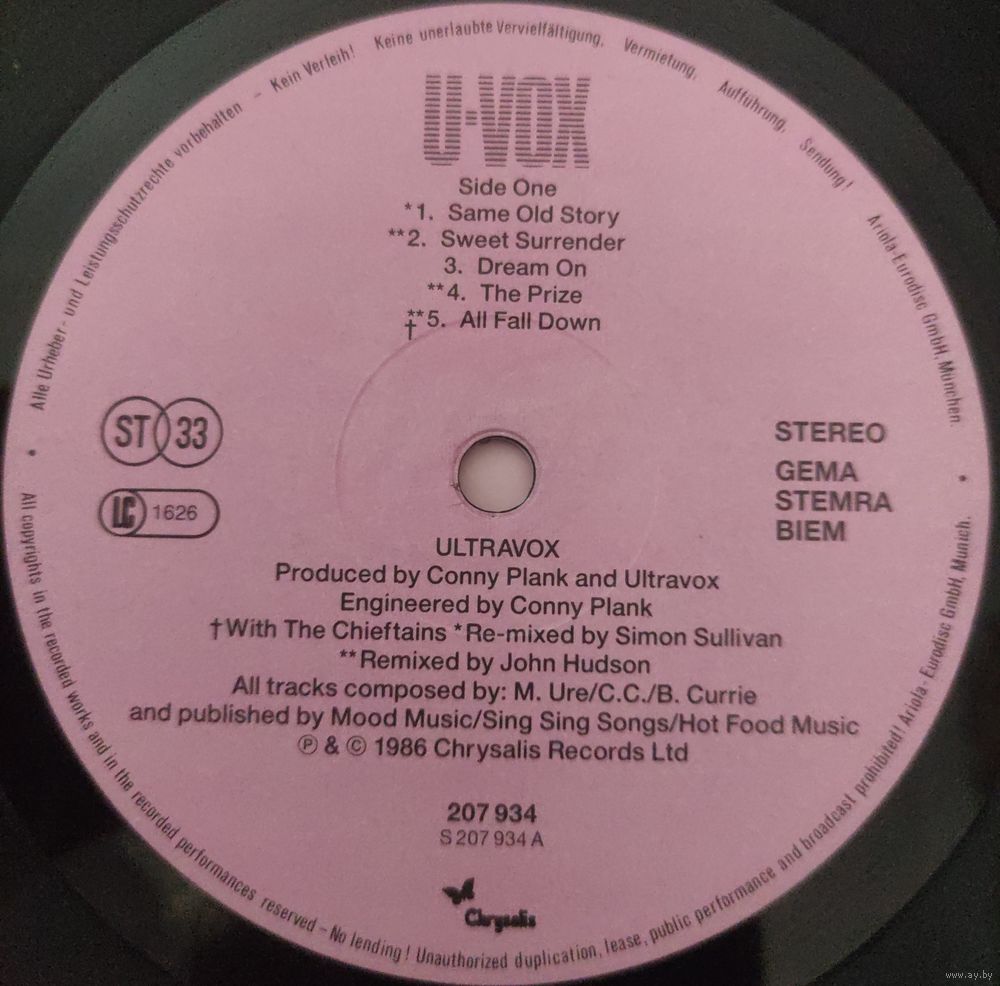 Alle Urheber- und Leistungsschutzrechte vorbehalten – Kein Verleih! Keine unerlaubte Vervielfältigung, Vermietung, Aufführung, Sendung! Ariola-Eurodisc GmbH, München.
U-VOX
Side One
*1. Same Old Story
**2. Sweet Surrender
3. Dream On
**4. The Prize
**†5. All Fall Down
ST 33
LC 1626
STEREO
GEMA
STEMRA
BIEM
ULTRAVOX
Produced by Conny Plank and Ultravox
Engineered by Conny Plank
†With The Chieftains *Re-mixed by Simon Sullivan
**Remixed by John Hudson
All tracks composed by: M. Ure/C.C./B. Currie
and published by Mood Music/Sing Sing Songs/Hot Food Music
℗ & © 1986 Chrysalis Records Ltd
207 934
S 207 934 A
Chrysalis
All copyrights in the recorded works and in the recorded performances reserved – No lending! Unauthorized duplication, lease, public performance and broadcast prohibited! Ariola-Eurodisc GmbH, Munich.
www.ay.by